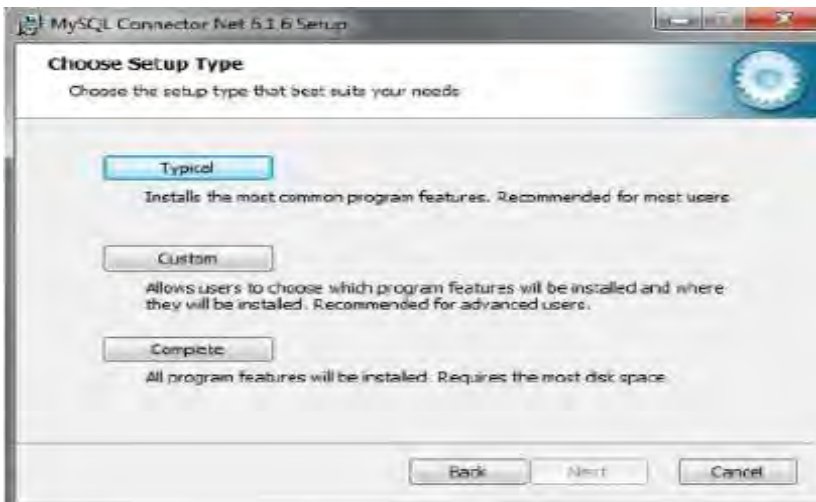 MySQL Connector Net 6.1.6 Setup
Choose Setup Type
Choose the setup type that best suits your needs
Typical
Installs the most common program features. Recommended for most users
Custom
Allows users to choose which program features will be installed and where
they will be installed. Recommended for advanced users.
Complete
All program features will be installed. Requires the most disk space
Back
Next
Cancel